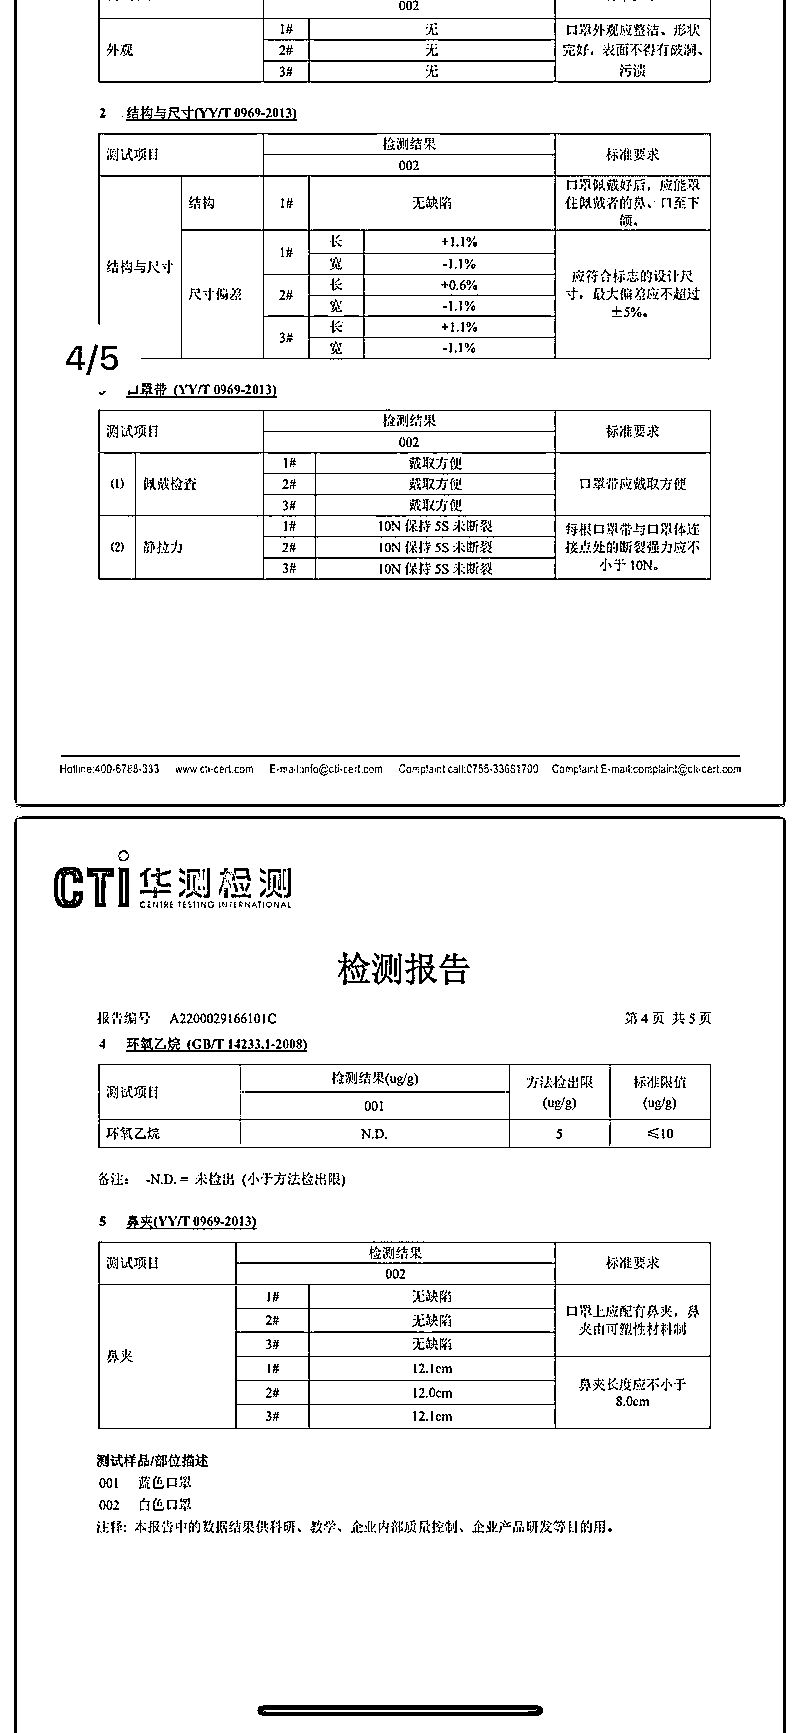 002
外观
1# 无
2# 无
3# 无
口罩外观应整洁、形状
完好，表面不得有破洞、
污渍
2 结构与尺寸(YY/T 0969-2013)
测试项目 检测结果 标准要求
002
结构与尺寸
结构 1# 无缺陷
口罩佩戴好后，应能罩
住佩戴者的鼻、口至下
颌。
尺寸偏差
1# 长 +1.1%
宽 -1.1%
2# 长 +0.6%
宽 -1.1%
3# 长 +1.1%
宽 -1.1%
应符合标志的设计尺
寸，最大偏差应不超过
±5%。
4/5
口罩带 (YY/T 0969-2013)
测试项目 检测结果 标准要求
002
(1) 佩戴检查
1# 戴取方便
2# 戴取方便
3# 戴取方便
口罩带应戴取方便
(2) 静拉力
1# 10N 保持 5S 未断裂
2# 10N 保持 5S 未断裂
3# 10N 保持 5S 未断裂
每根口罩带与口罩体连
接点处的断裂强力应不
小于 10N。
Hotline:400-6788-333 www.cti-cert.com E-mail:info@cti-cert.com Complaint call:0755-33681700 Complaint E-mail:complaint@cti-cert.com
CTI 华测检测
CENTRE TESTING INTERNATIONAL
检测报告
报告编号 A2200029166101C 第 4 页 共 5 页
4 环氧乙烷 (GB/T 14233.1-2008)
测试项目 检测结果(ug/g) 方法检出限 标准限值
001 (ug/g) (ug/g)
环氧乙烷 N.D. 5 ≤10
备注： -N.D. = 未检出 (小于方法检出限)
5 鼻夹(YY/T 0969-2013)
测试项目 检测结果 标准要求
002
鼻夹
1# 无缺陷
2# 无缺陷
3# 无缺陷
口罩上应配有鼻夹，鼻
夹由可塑性材料制
1# 12.1cm
2# 12.0cm
3# 12.1cm
鼻夹长度应不小于
8.0cm
测试样品/部位描述
001 蓝色口罩
002 白色口罩
注释: 本报告中的数据结果供科研、教学、企业内部质量控制、企业产品研发等目的用。